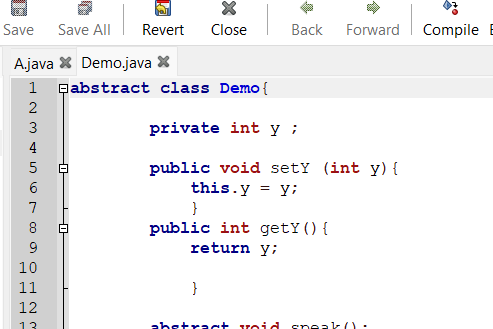 Save Save All Revert Close Back Forward Compile
A.java Demo.java
1 abstract class Demo{
2
3 private int y ;
4
5 public void setY (int y){
6 this.y = y;
7 }
8 public int getY(){
9 return y;
10
11 }
12
13 abstract void speak();